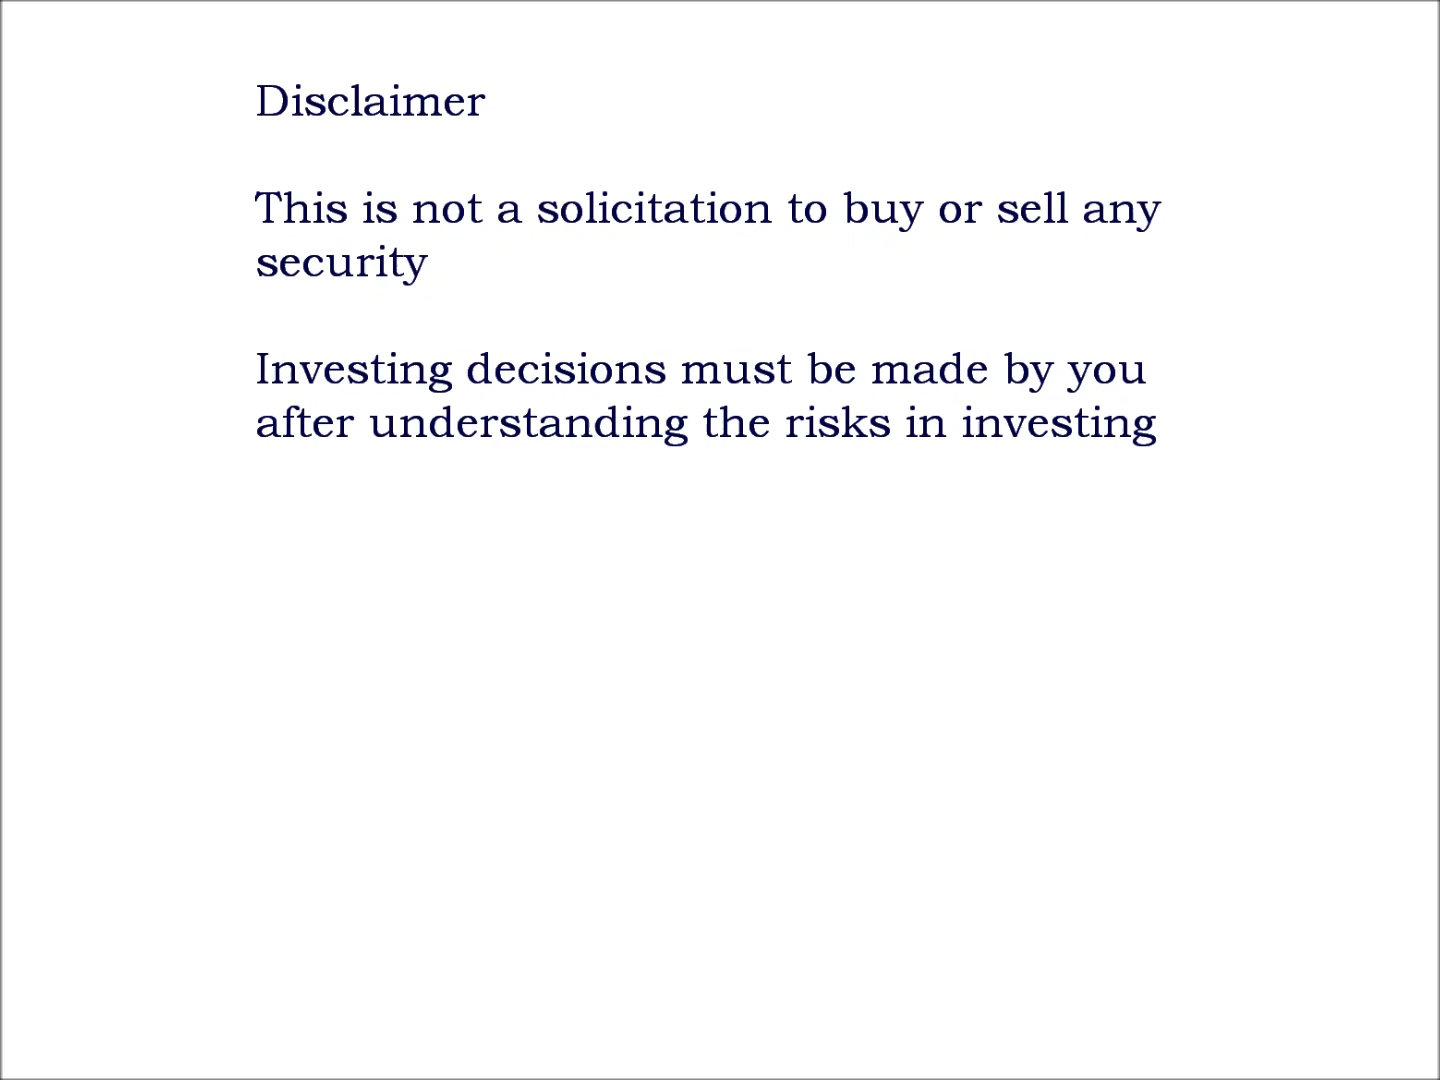 Disclaimer
This is not a solicitation to buy or sell any
security
Investing decisions must be made by you
after understanding the risks in investing